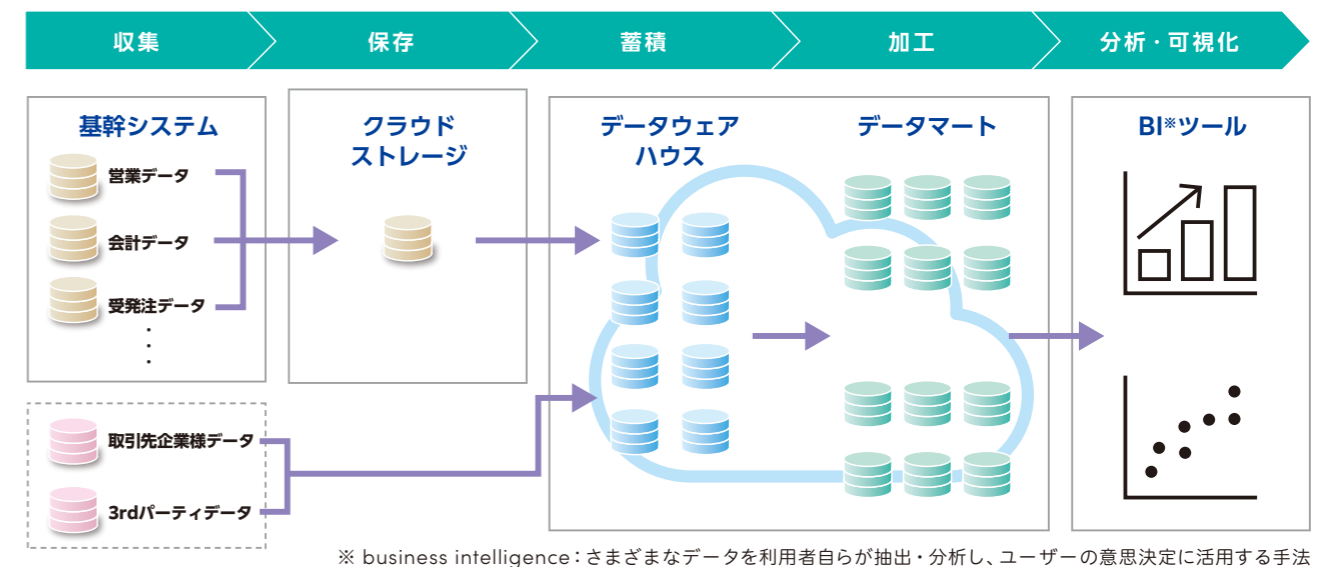 収集
保存
蓄積
加工
分析・可視化
基幹システム
営業データ
会計データ
受発注データ
クラウド
ストレージ
データウェア
ハウス
データマート
BI※ツール
取引先企業様データ
3rdパーティデータ
※ business intelligence：さまざまなデータを利用者自らが抽出・分析し、ユーザーの意思決定に活用する手法